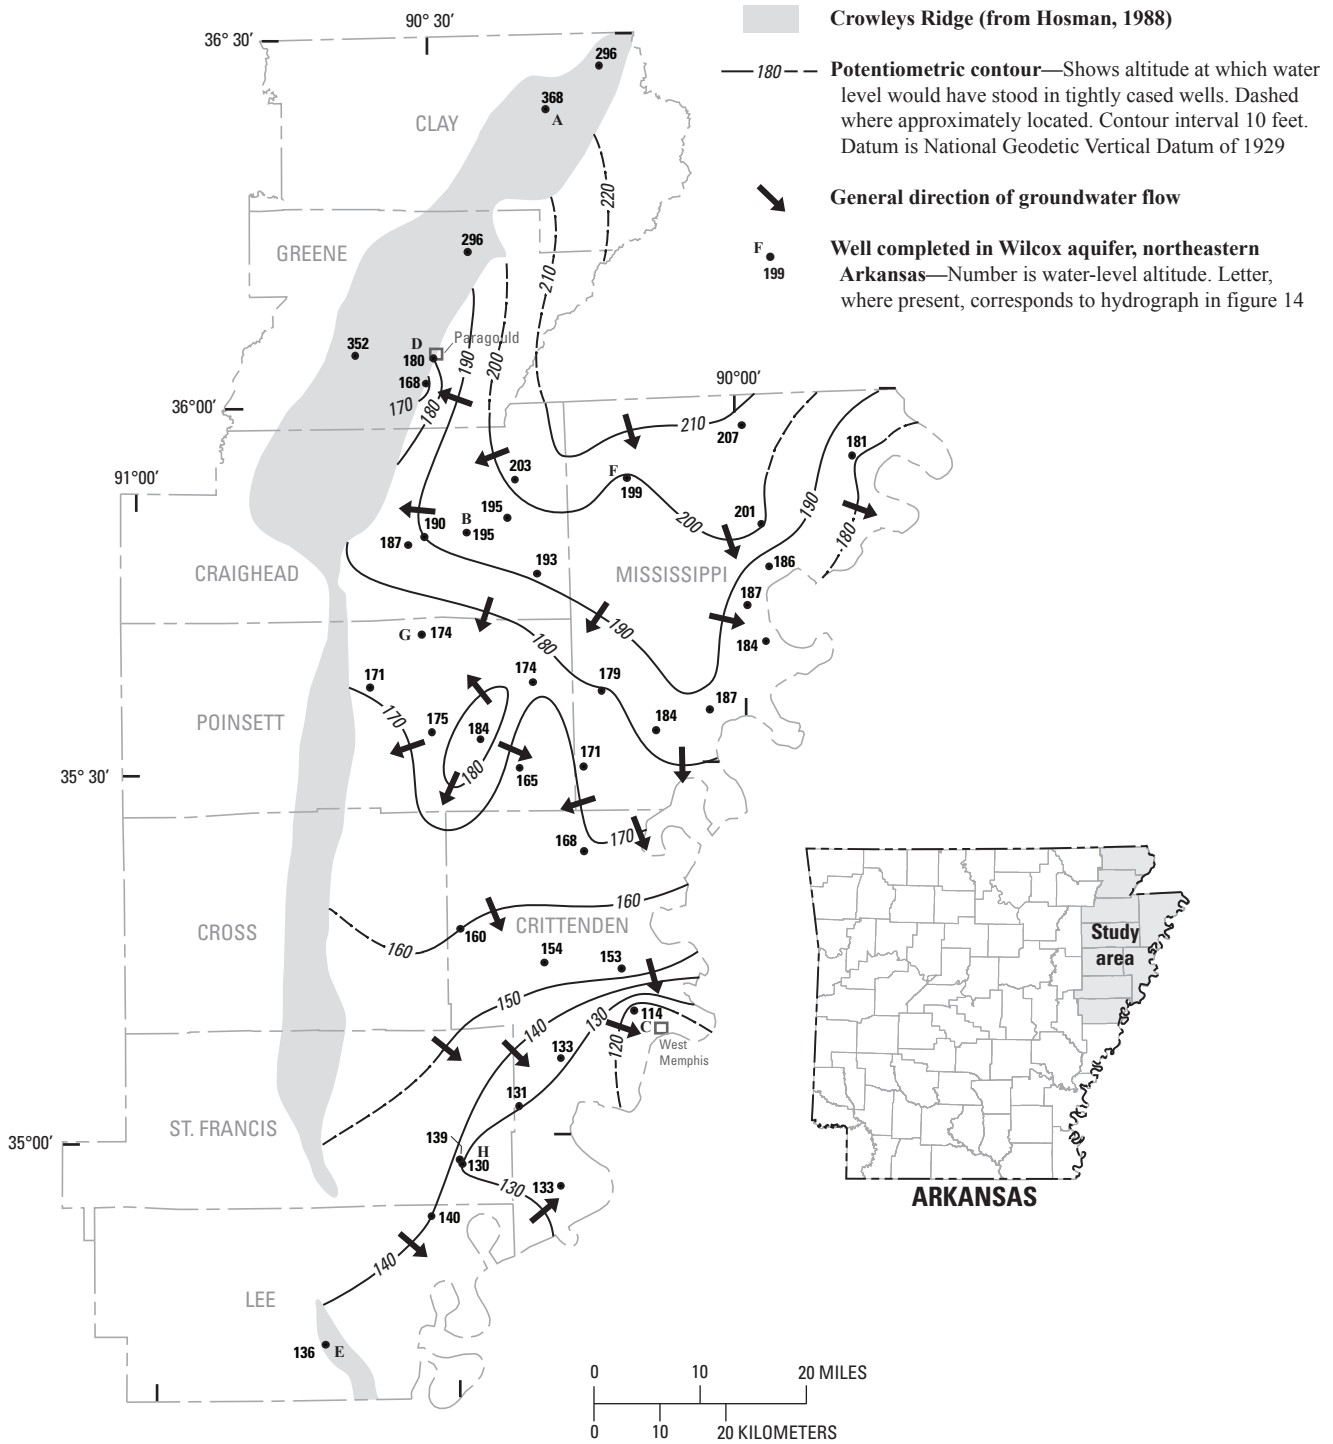 Crowleys Ridge (from Hosman, 1988)
180
Potentiometric contour—Shows altitude at which water
level would have stood in tightly cased wells. Dashed
where approximately located. Contour interval 10 feet.
Datum is National Geodetic Vertical Datum of 1929
General direction of groundwater flow
F
199
Well completed in Wilcox aquifer, northeastern
Arkansas—Number is water-level altitude. Letter,
where present, corresponds to hydrograph in figure 14
90° 30′
36° 30′
296
368
A
CLAY
220
GREENE
296
210
352
D
180
Paragould
168
190
200
170
180
36°00′
90°00′
210
207
181
91°00′
203
F
199
201
190
200
180
195
B
195
190
187
193
CRAIGHEAD
MISSISSIPPI
186
187
184
G
174
180
190
171
174
179
187
170
POINSETT
175
184
184
180
165
171
35° 30′
168
170
160
CROSS
160
160
CRITTENDEN
154
153
150
140
130
114
C
West
Memphis
120
133
131
ST. FRANCIS
35°00′
139
H
130
130
133
140
140
LEE
136
E
Study
area
ARKANSAS
0
10
20 MILES
0
10
20 KILOMETERS